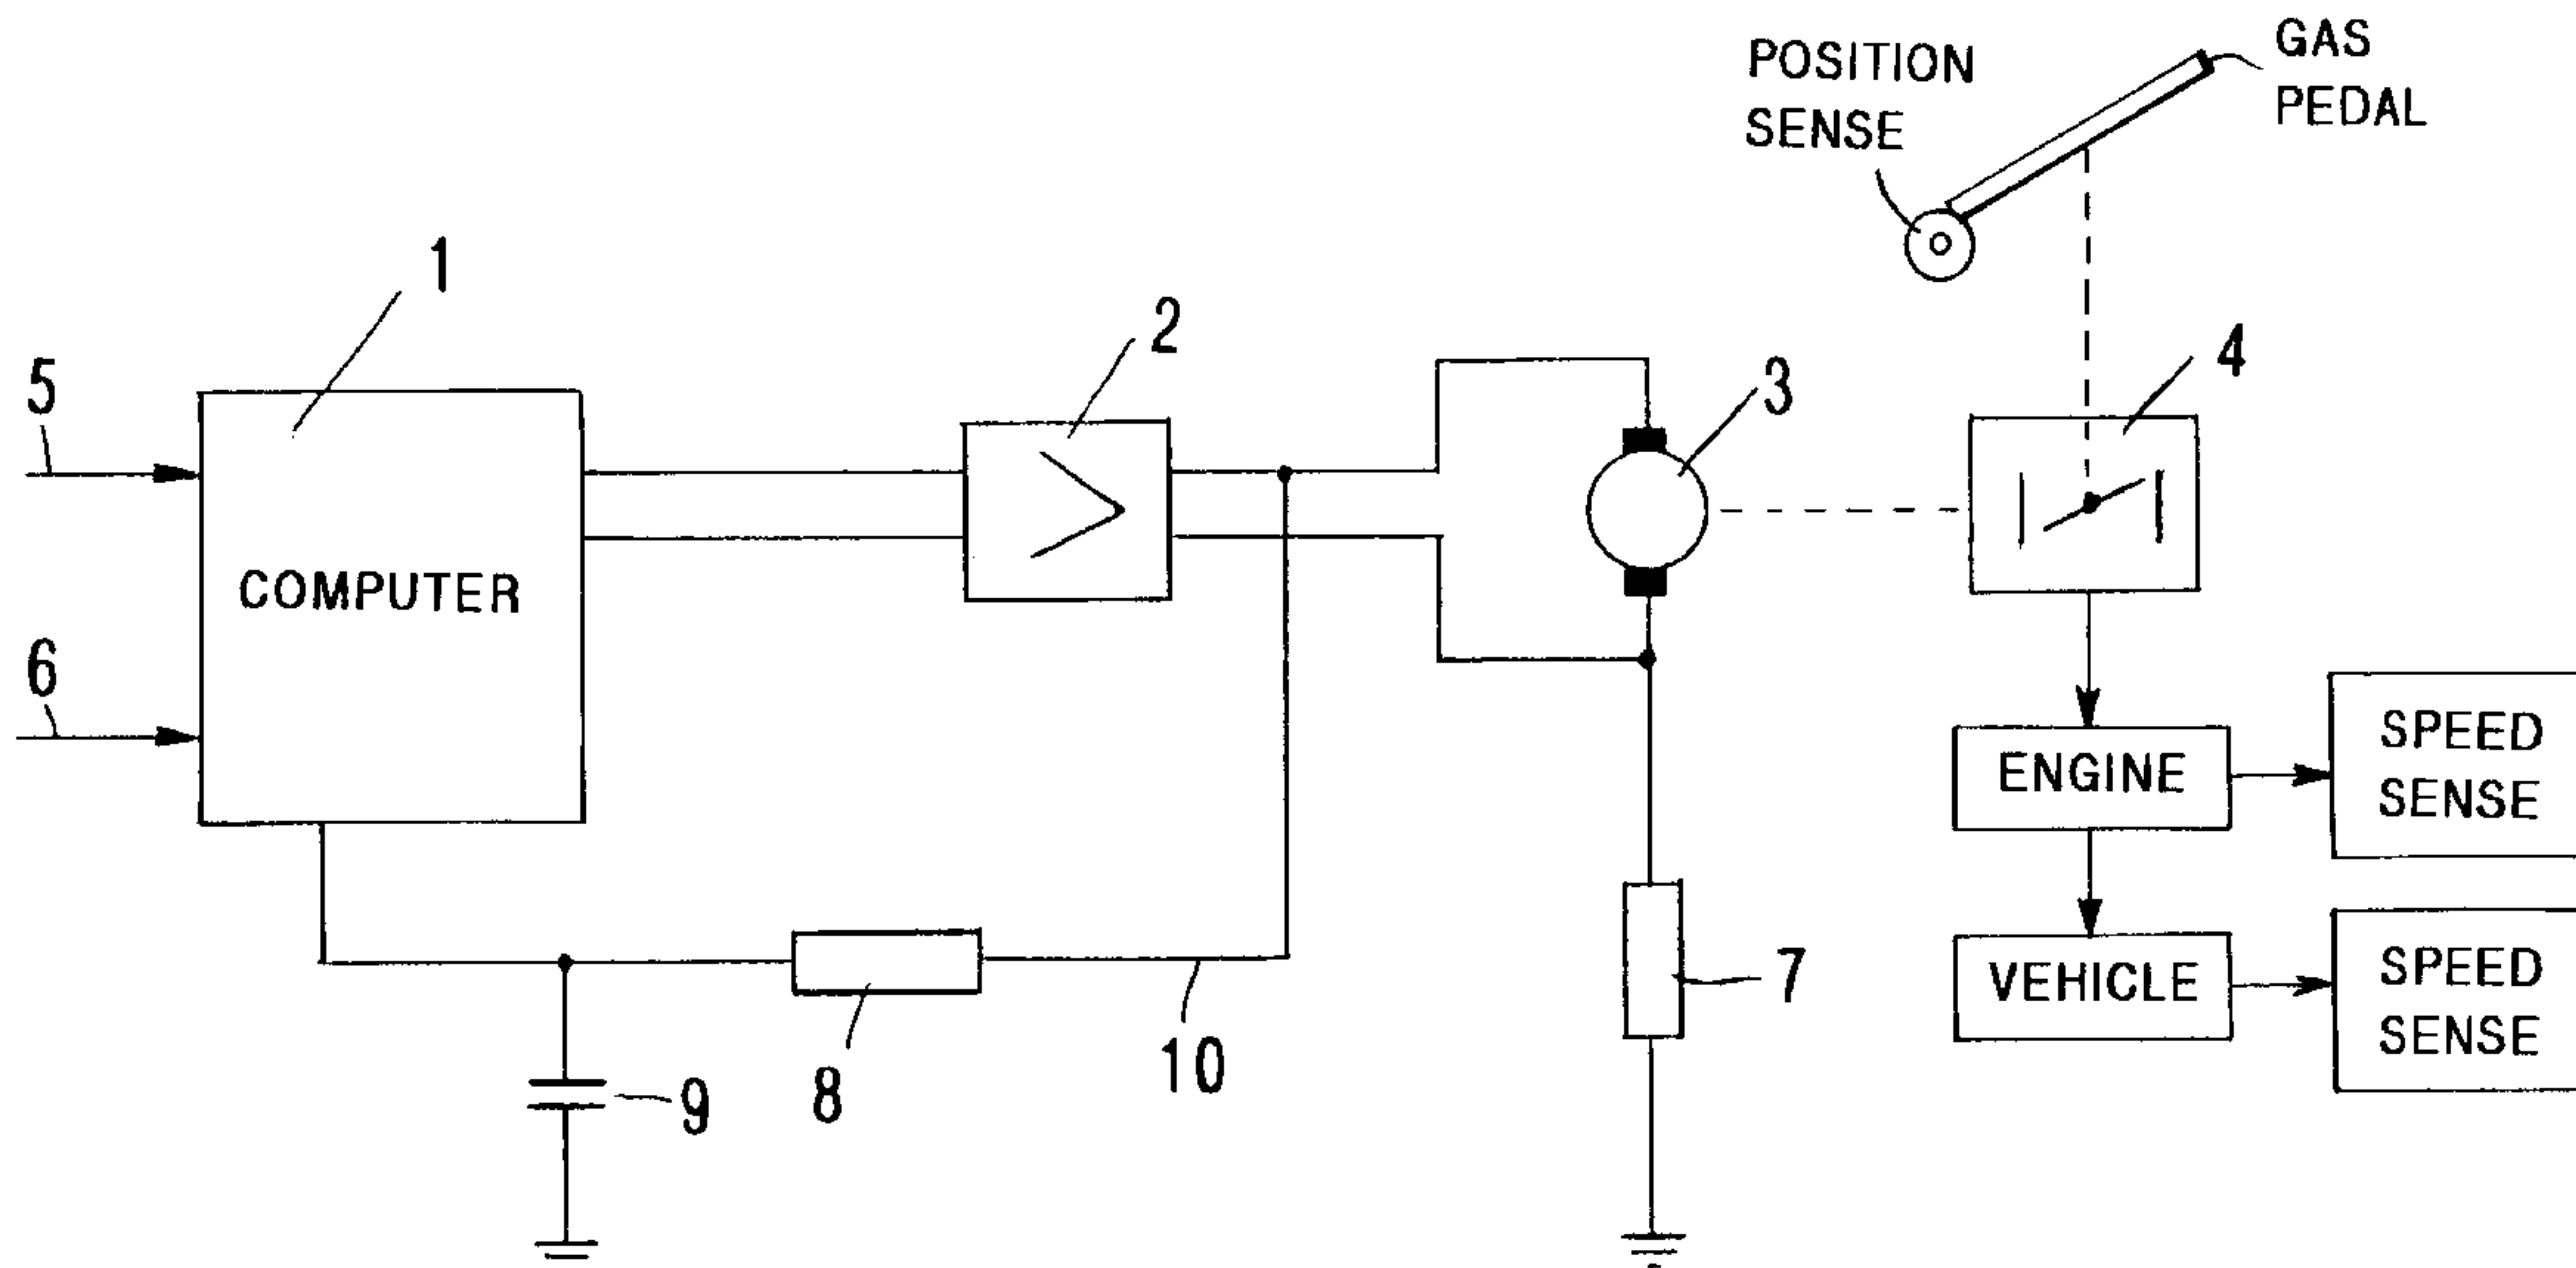 POSITION
SENSE
GAS
PEDAL
1
2
3
4
5
6
COMPUTER
ENGINE
SPEED
SENSE
VEHICLE
SPEED
SENSE
7
8
9
10